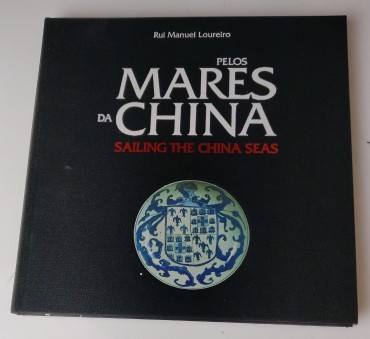 Rui Manuel Loureiro
PELOS
MARES
DA CHINA
SAILING THE CHINA SEAS